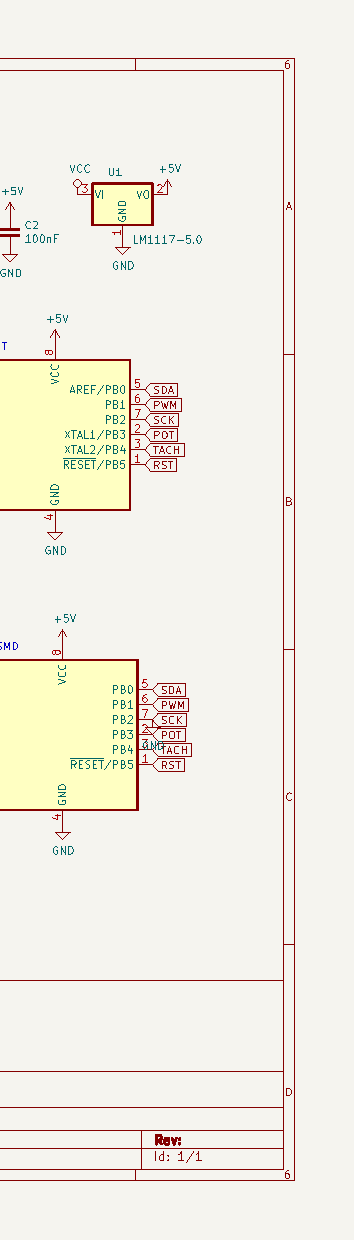 6
VCC
U1
+5V
3
VI
VO
2
GND
1
LM1117-5.0
GND
A
+5V
C2
100nF
GND
T
+5V
8
VCC
AREF/PB0
5
SDA
PB1
6
PWM
PB2
7
SCK
XTAL1/PB3
2
POT
XTAL2/PB4
3
TACH
RESET/PB5
1
RST
GND
4
GND
B
SMD
+5V
8
VCC
PB0
5
SDA
PB1
6
PWM
PB2
7
SCK
PB3
2
POT
PB4
3
GND
TACH
RESET/PB5
1
RST
GND
4
GND
C
D
Rev:
Id: 1/1
6